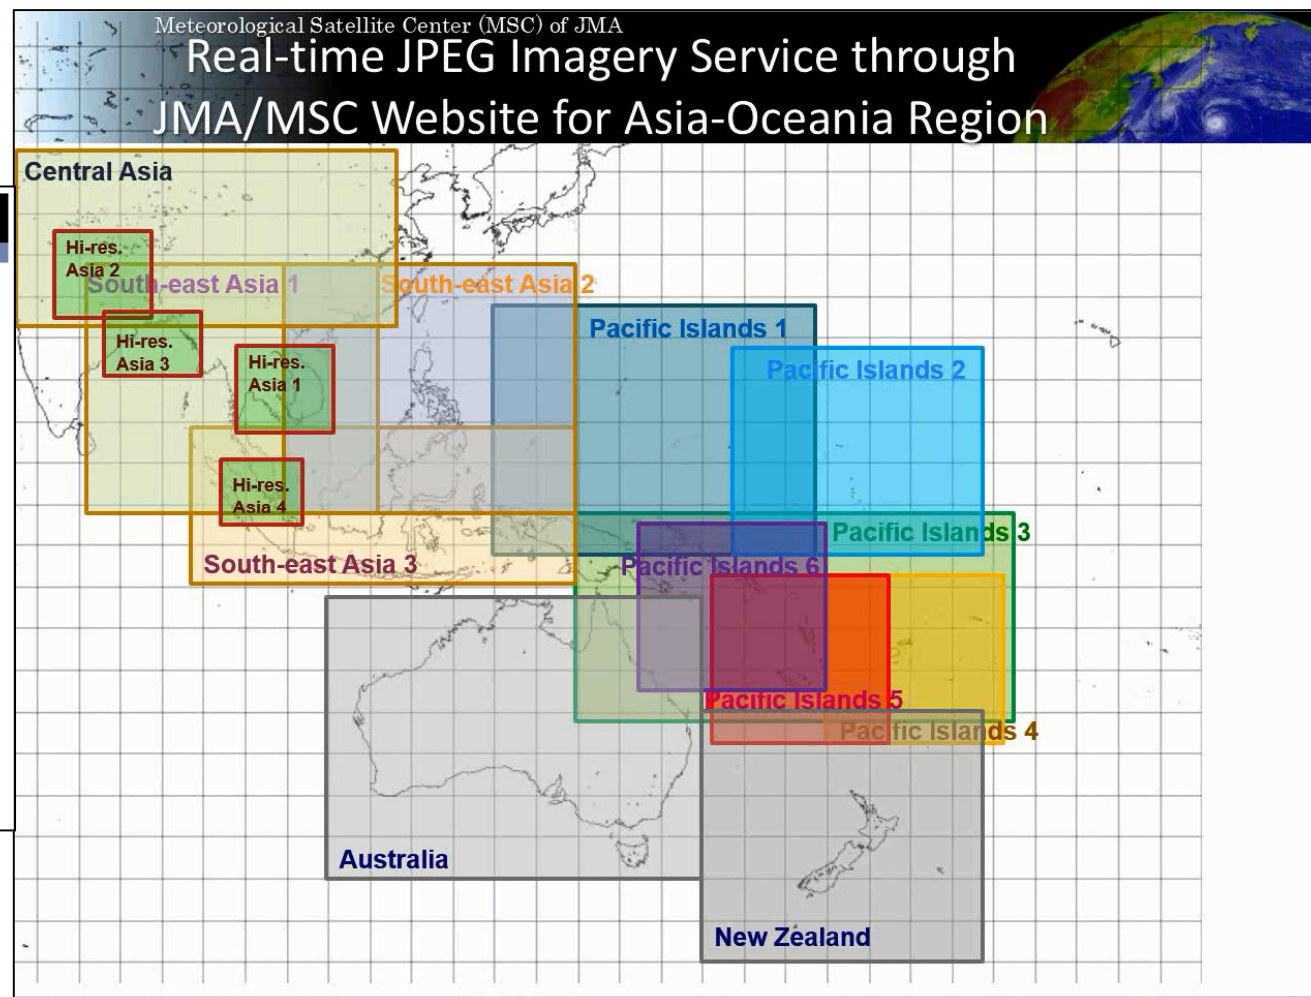 Meteorological Satellite Center (MSC) of JMA
Real-time JPEG Imagery Service through
JMA/MSC Website for Asia-Oceania Region
Central Asia
Hi-res.
Asia 2
South-east Asia 1
South-east Asia 2
Hi-res.
Asia 3
Hi-res.
Asia 1
Pacific Islands 1
Pacific Islands 2
Hi-res.
Asia 4
South-east Asia 3
Pacific Islands 3
Pacific Islands 6
Pacific Islands 5
Pacific Islands 4
Australia
New Zealand